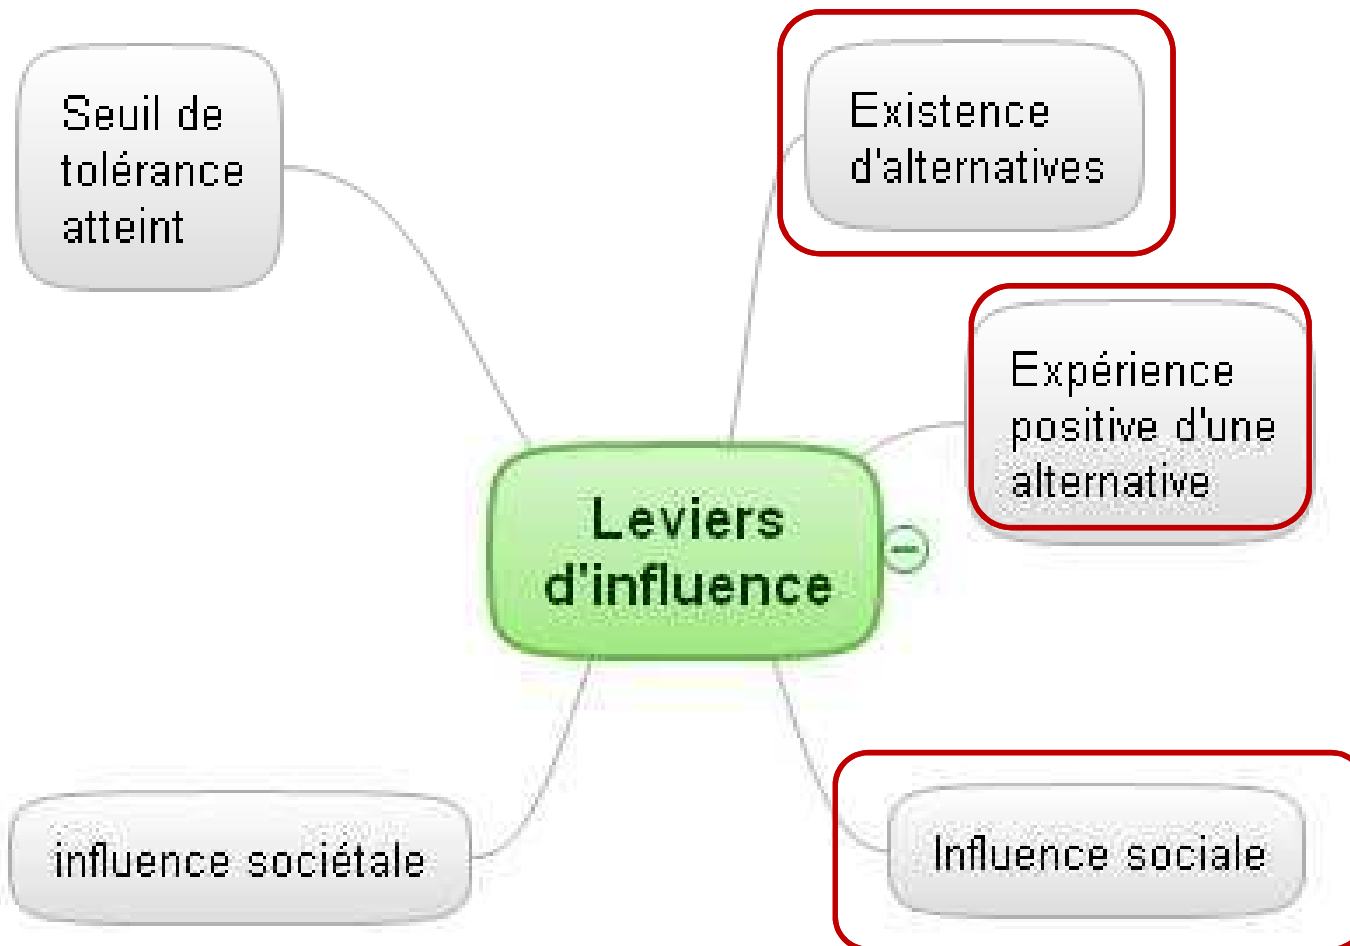 Seuil de
tolérance
atteint
Existence
d'alternatives
Expérience
positive d'une
alternative
Leviers
d'influence
influence sociétale
Influence sociale